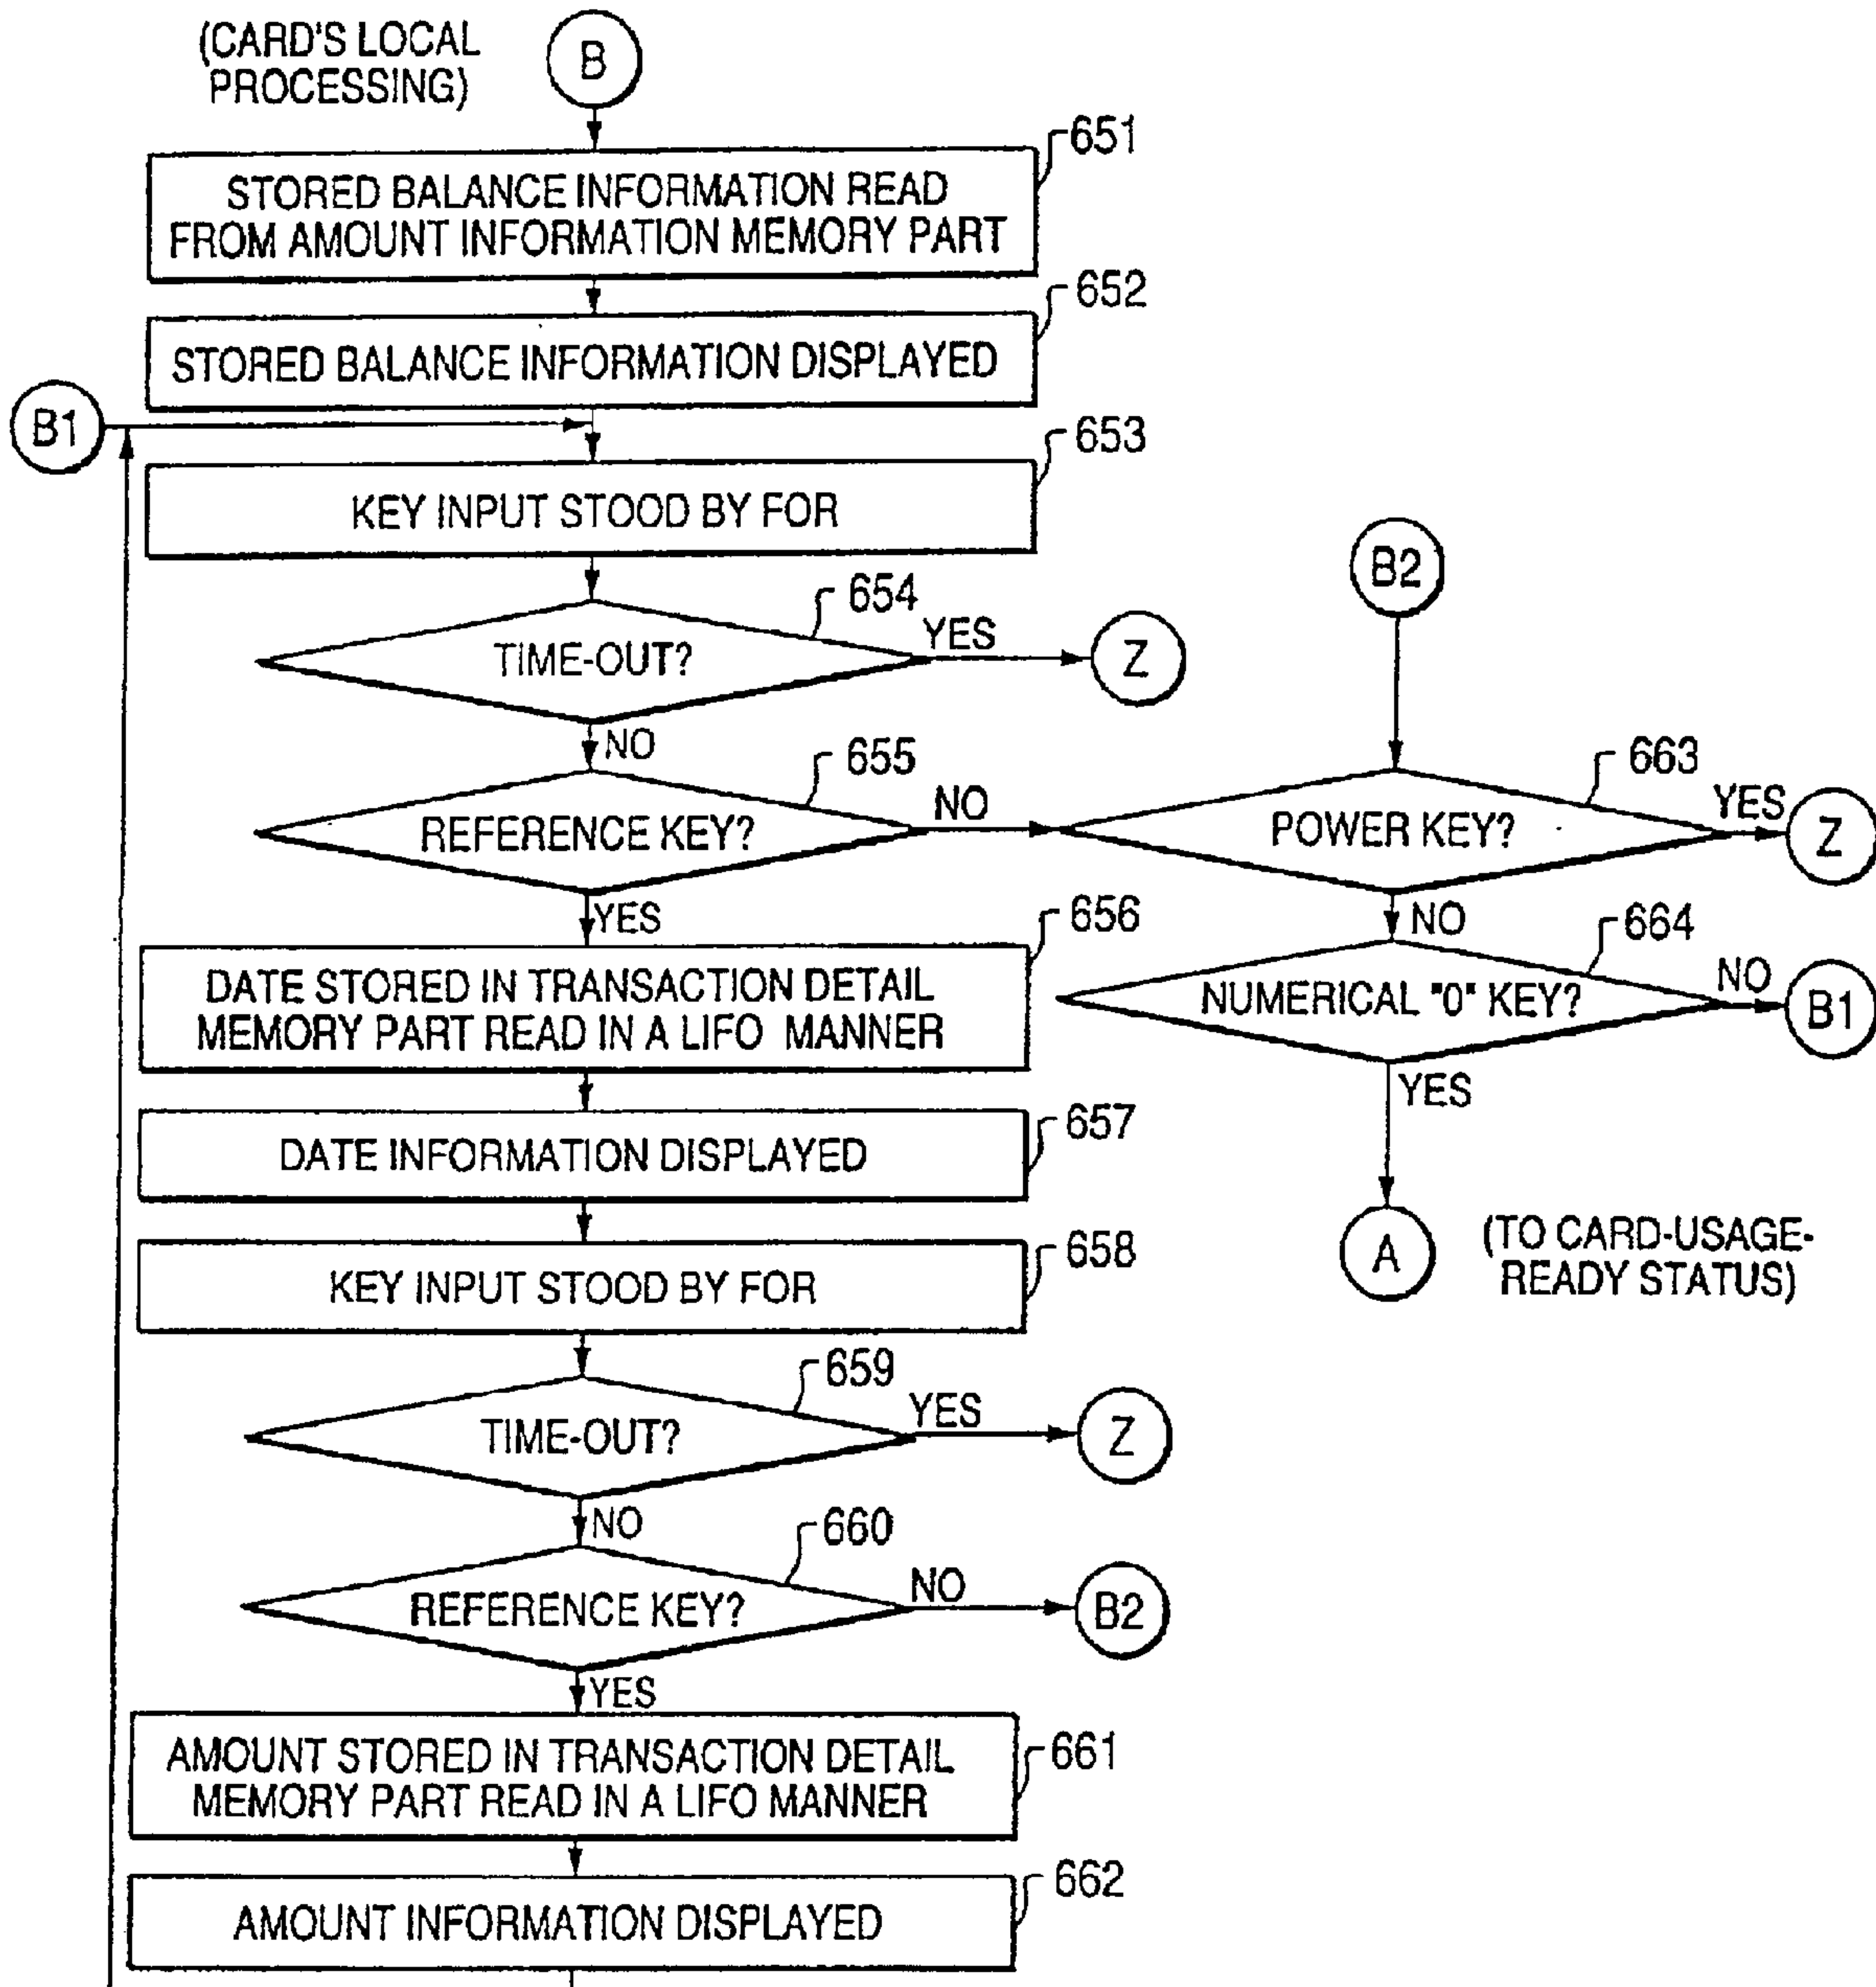 (CARD'S LOCAL
PROCESSING)
B
651
STORED BALANCE INFORMATION READ
FROM AMOUNT INFORMATION MEMORY PART
652
STORED BALANCE INFORMATION DISPLAYED
B1
653
KEY INPUT STOOD BY FOR
654
TIME-OUT?
YES
Z
NO
655
REFERENCE KEY?
NO
YES
B2
663
POWER KEY?
YES
Z
NO
664
NUMERICAL "0" KEY?
NO
B1
YES
A
(TO CARD-USAGE-
READY STATUS)
656
DATE STORED IN TRANSACTION DETAIL
MEMORY PART READ IN A LIFO MANNER
657
DATE INFORMATION DISPLAYED
658
KEY INPUT STOOD BY FOR
659
TIME-OUT?
YES
Z
NO
660
REFERENCE KEY?
NO
B2
YES
661
AMOUNT STORED IN TRANSACTION DETAIL
MEMORY PART READ IN A LIFO MANNER
662
AMOUNT INFORMATION DISPLAYED